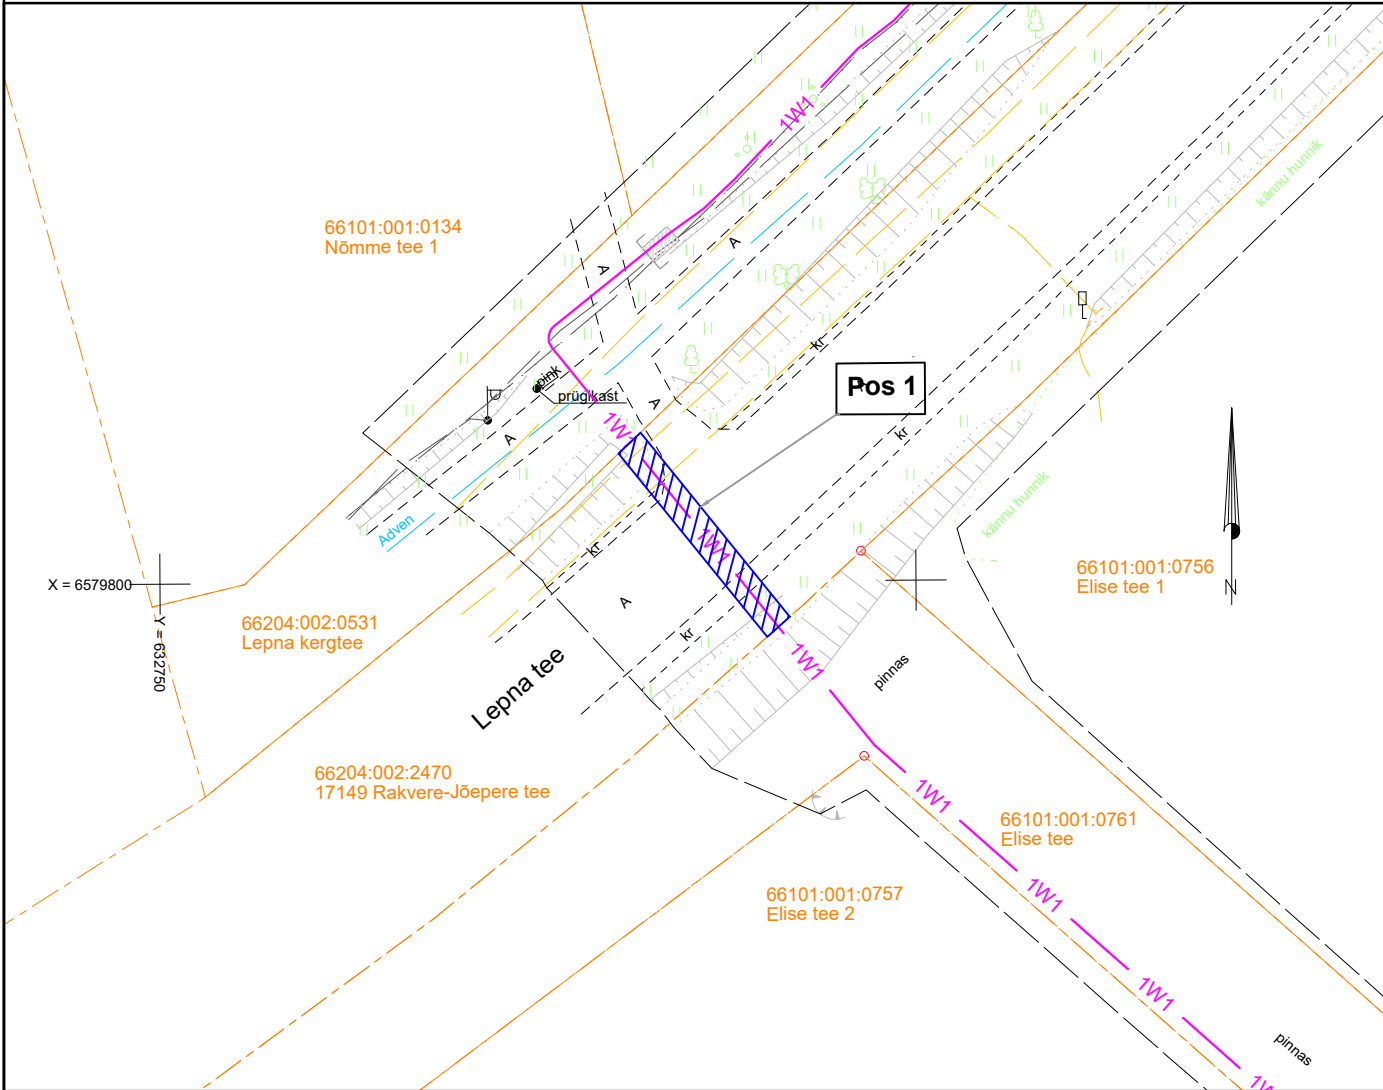 1W1
kännu hunnik
66101:001:0134
Nõmme tee 1
A
A
kr
pink
prügikast
Pos 1
A
1W1
A
kr
kännu hunnik
Adven
1W1
kr
66101:001:0756
Elise tee 1
X = 6579800
Y = 632750
N
A
66204:002:0531
Lepna kergtee
kr
Lepna tee
1W1
pinnas
66204:002:2470
17149 Rakvere-Jõepere tee
1W1
66101:001:0761
Elise tee
66101:001:0757
Elise tee 2
1W1
1W1
pinnas
1W